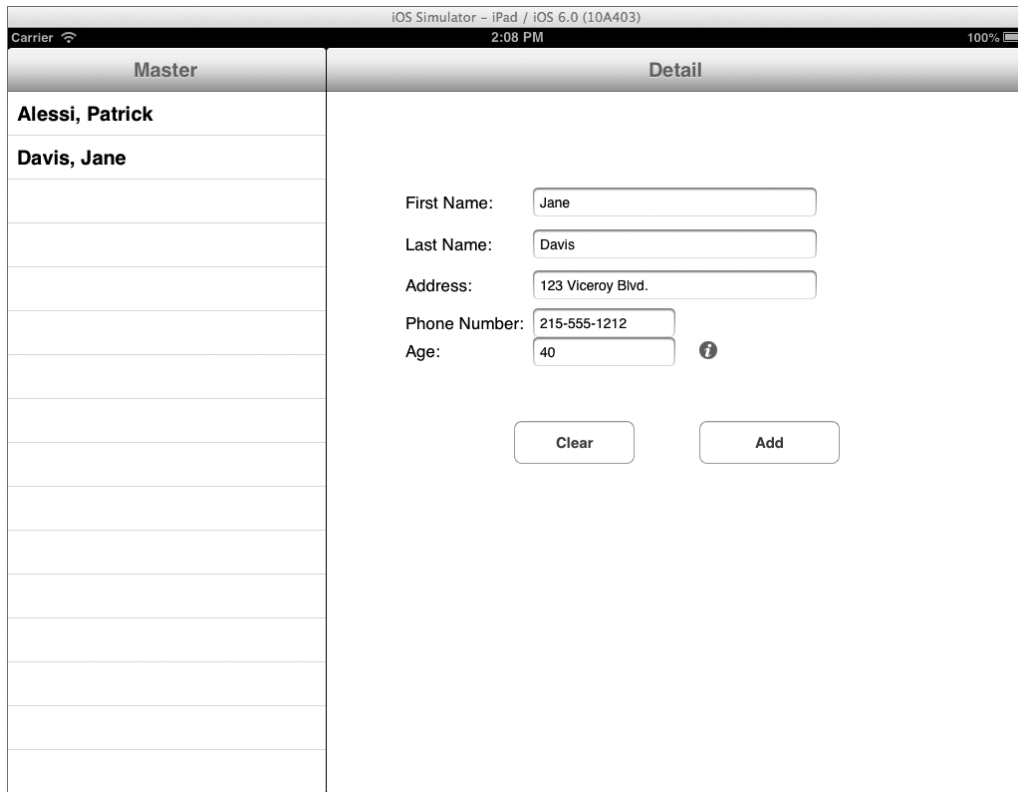 iOS Simulator – iPad / iOS 6.0 (10A403)
Carrier 2:08 PM 100%
Master Detail
Alessi, Patrick
Davis, Jane
First Name: Jane
Last Name: Davis
Address: 123 Viceroy Blvd.
Phone Number: 215-555-1212
Age: 40
Clear Add